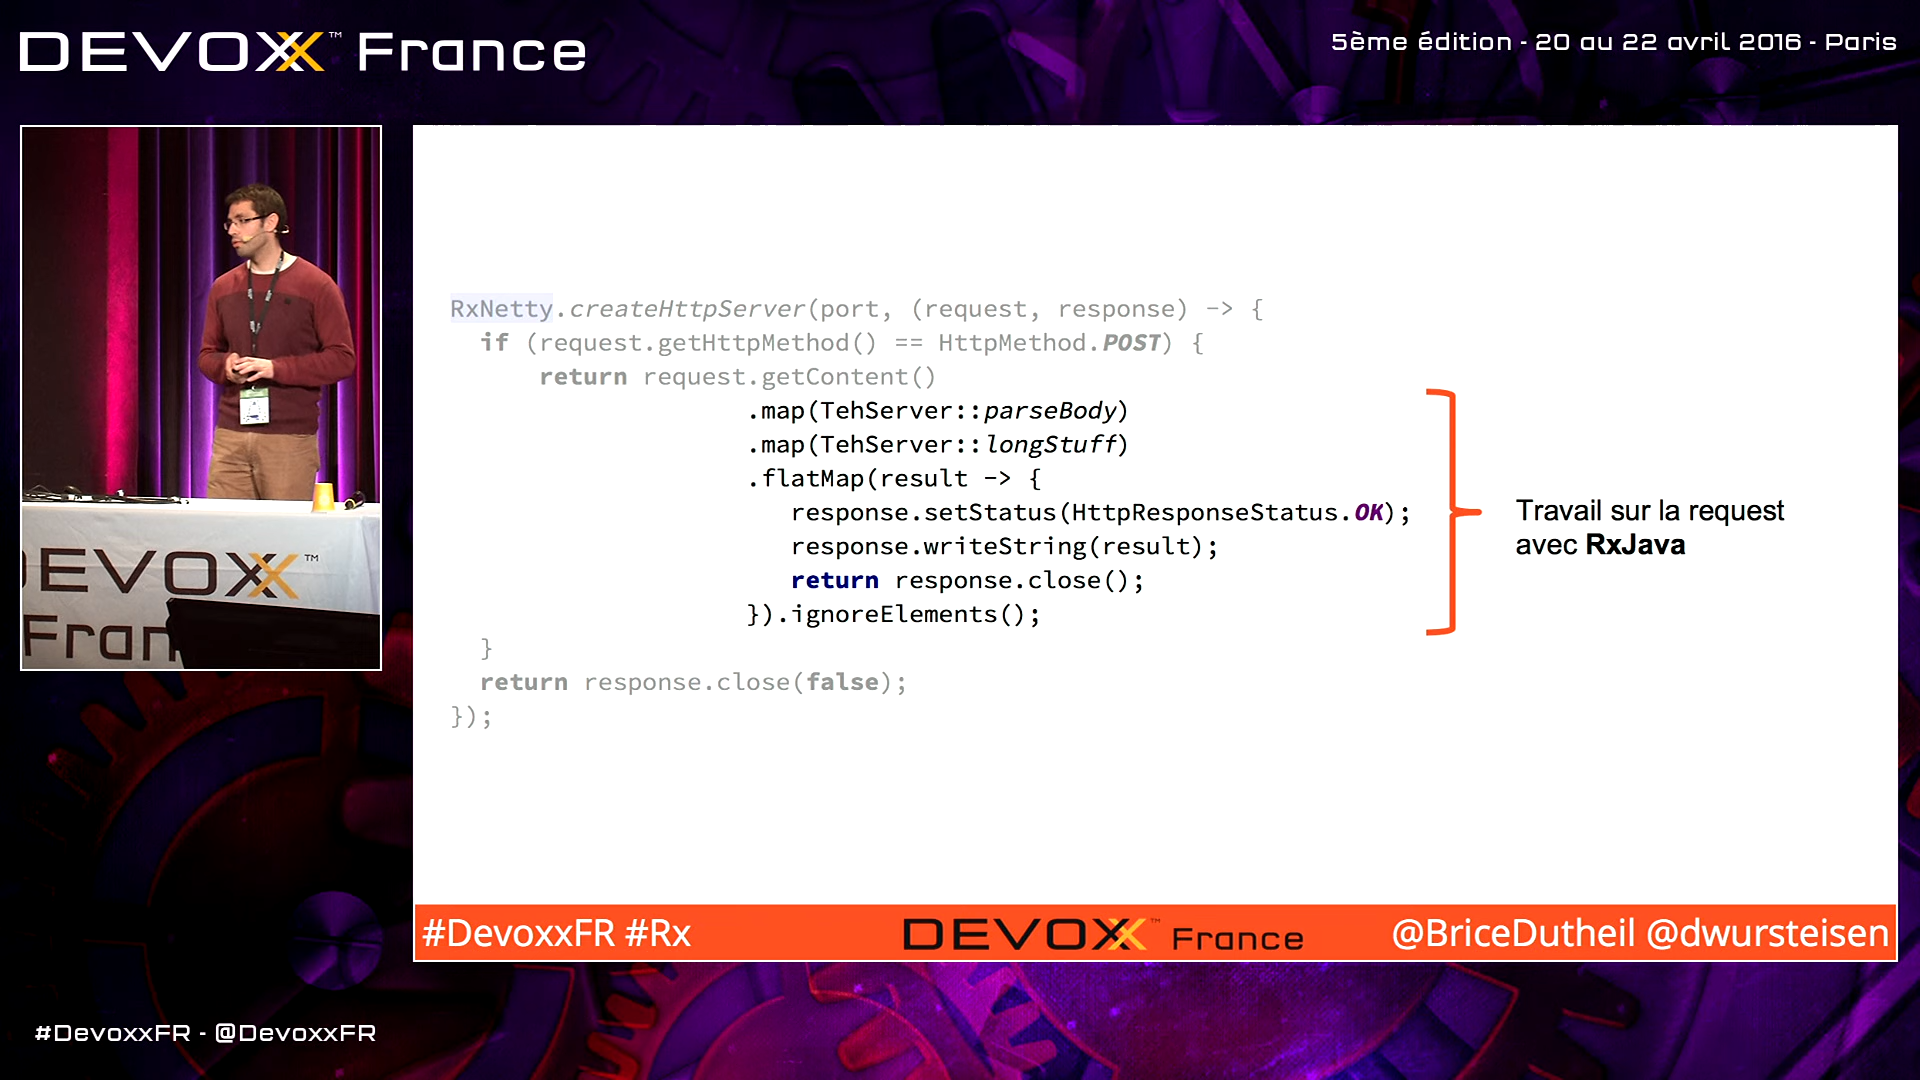 DEVOXX™ France
5ème édition - 20 au 22 avril 2016 - Paris
RxNetty.createHttpServer(port, (request, response) -> {
if (request.getHttpMethod() == HttpMethod.POST) {
return request.getContent()
.map(TehServer::parseBody)
.map(TehServer::longStuff)
.flatMap(result -> {
response.setStatus(HttpResponseStatus.OK);
response.writeString(result);
return response.close();
}).ignoreElements();
}
return response.close(false);
});
Travail sur la request
avec RxJava
DEVOXX™
Fran
#DevoxxFR #Rx
DEVOXX™ France
@BriceDutheil @dwursteisen
#DevoxxFR - @DevoxxFR